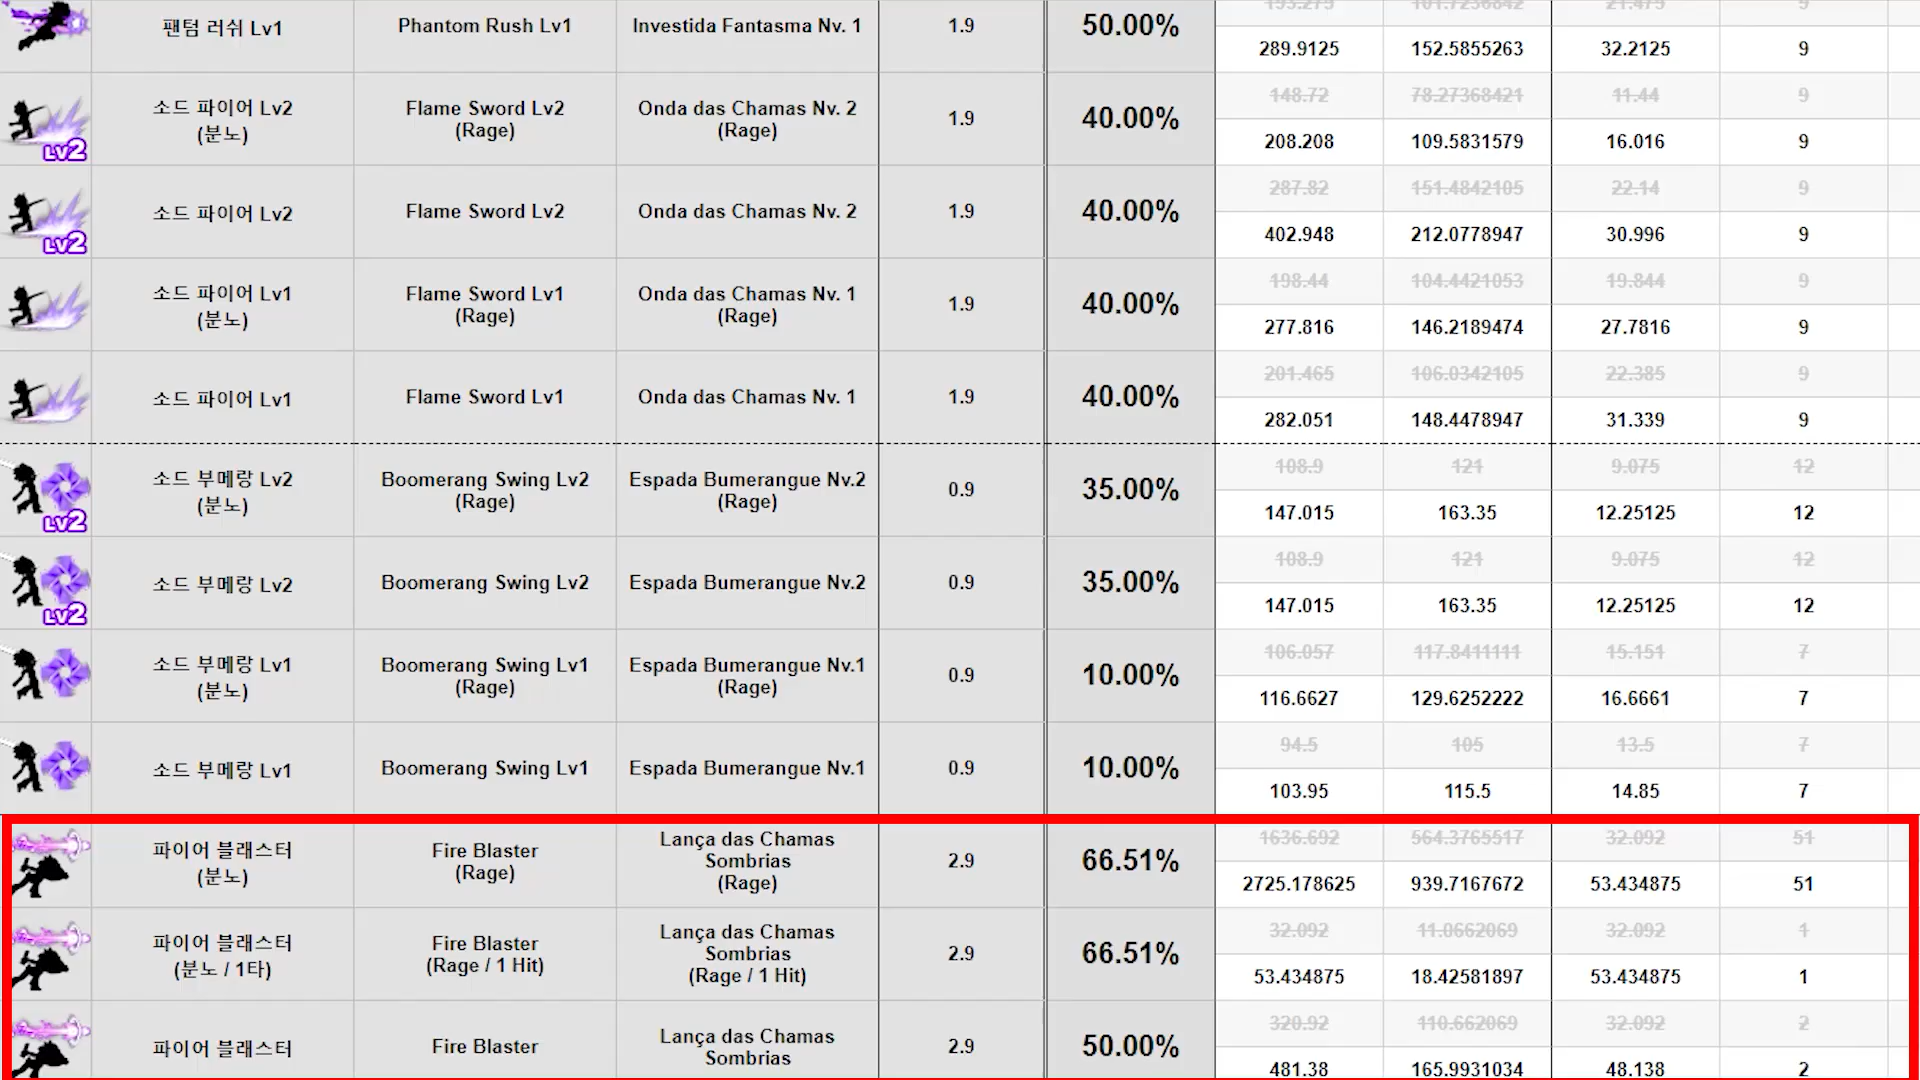 팬텀 러쉬 Lv1
Phantom Rush Lv1
Investida Fantasma Nv. 1
1.9
50.00%
193.275 101.7236842 21.475 9
289.9125 152.5855263 32.2125 9
LV2
소드 파이어 Lv2
(분노)
Flame Sword Lv2
(Rage)
Onda das Chamas Nv. 2
(Rage)
1.9
40.00%
148.72 78.27368421 11.44 9
208.208 109.5831579 16.016 9
LV2
소드 파이어 Lv2
Flame Sword Lv2
Onda das Chamas Nv. 2
1.9
40.00%
287.82 151.4842105 22.14 9
402.948 212.0778947 30.996 9
소드 파이어 Lv1
(분노)
Flame Sword Lv1
(Rage)
Onda das Chamas Nv. 1
(Rage)
1.9
40.00%
198.44 104.4421053 19.844 9
277.816 146.2189474 27.7816 9
소드 파이어 Lv1
Flame Sword Lv1
Onda das Chamas Nv. 1
1.9
40.00%
201.465 106.0342105 22.385 9
282.051 148.4478947 31.339 9
LV2
소드 부메랑 Lv2
(분노)
Boomerang Swing Lv2
(Rage)
Espada Bumerangue Nv.2
(Rage)
0.9
35.00%
108.9 121 9.075 12
147.015 163.35 12.25125 12
LV2
소드 부메랑 Lv2
Boomerang Swing Lv2
Espada Bumerangue Nv.2
0.9
35.00%
108.9 121 9.075 12
147.015 163.35 12.25125 12
소드 부메랑 Lv1
(분노)
Boomerang Swing Lv1
(Rage)
Espada Bumerangue Nv.1
(Rage)
0.9
10.00%
106.057 117.8411111 15.151 7
116.6627 129.6252222 16.6661 7
소드 부메랑 Lv1
Boomerang Swing Lv1
Espada Bumerangue Nv.1
0.9
10.00%
94.5 105 13.5 7
103.95 115.5 14.85 7
파이어 블래스터
(분노)
Fire Blaster
(Rage)
Lança das Chamas
Sombrias
(Rage)
2.9
66.51%
1636.692 564.3765517 32.092 51
2725.178625 939.7167672 53.434875 51
파이어 블래스터
(분노 / 1타)
Fire Blaster
(Rage / 1 Hit)
Lança das Chamas
Sombrias
(Rage / 1 Hit)
2.9
66.51%
32.092 11.0662069 32.092 1
53.434875 18.42581897 53.434875 1
파이어 블래스터
Fire Blaster
Lança das Chamas
Sombrias
2.9
50.00%
320.92 110.662069 32.092 2
481.38 165.9931034 48.138 2